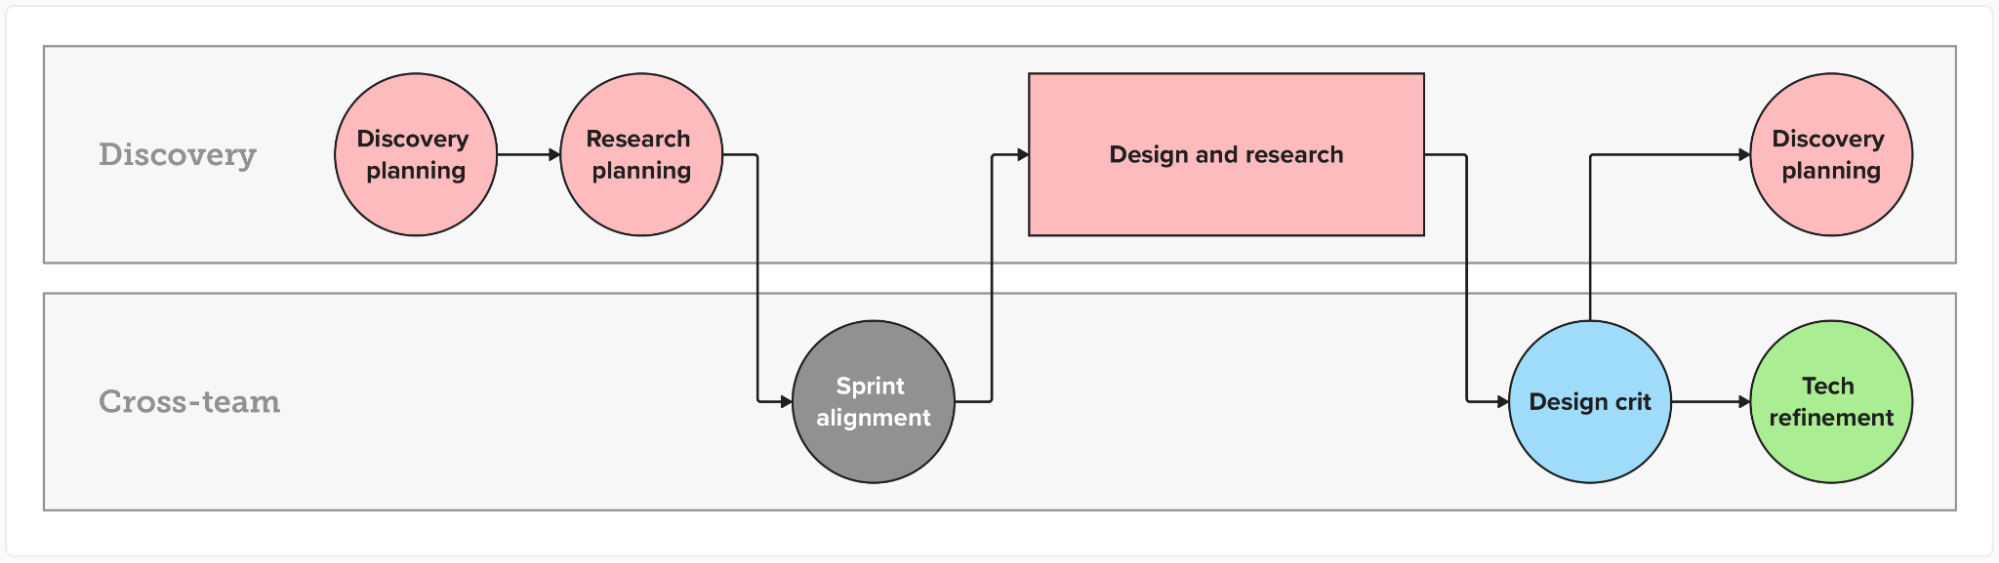 Discovery
Discovery
planning
Research
planning
Design and research
Discovery
planning
Cross-team
Sprint
alignment
Design crit
Tech
refinement